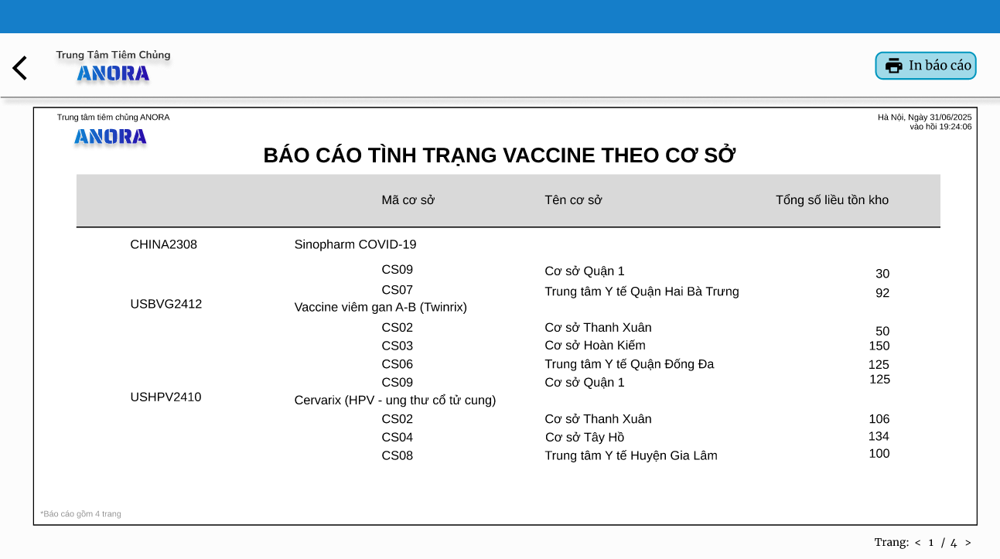 Trung Tâm Tiêm Chủng
ANORA
In báo cáo
Trung tâm tiêm chủng ANORA
ANORA
Hà Nội, Ngày 31/06/2025
vào hồi 19:24:06
BÁO CÁO TÌNH TRẠNG VACCINE THEO CƠ SỞ
Mã cơ sở Tên cơ sở Tổng số liều tồn kho
CHINA2308 Sinopharm COVID-19
CS09 Cơ sở Quận 1 30
CS07 Trung tâm Y tế Quận Hai Bà Trưng 92
USBVG2412 Vaccine viêm gan A-B (Twinrix)
CS02 Cơ sở Thanh Xuân 50
CS03 Cơ sở Hoàn Kiếm 150
CS06 Trung tâm Y tế Quận Đống Đa 125
CS09 Cơ sở Quận 1 125
USHPV2410 Cervarix (HPV - ung thư cổ tử cung)
CS02 Cơ sở Thanh Xuân 106
CS04 Cơ sở Tây Hồ 134
CS08 Trung tâm Y tế Huyện Gia Lâm 100
*Báo cáo gồm 4 trang
Trang: < 1 / 4 >